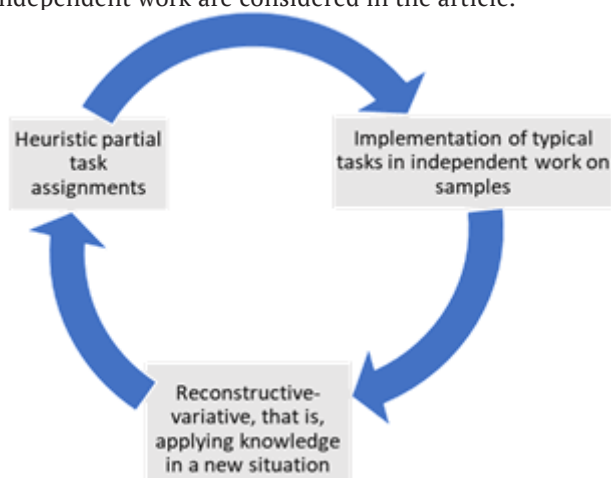 independent work are considered in the article.
Heuristic partial
task
assignments
Implementation of typical
tasks in independent work on
samples
Reconstructive-
variative, that is,
applying knowledge
in a new situation